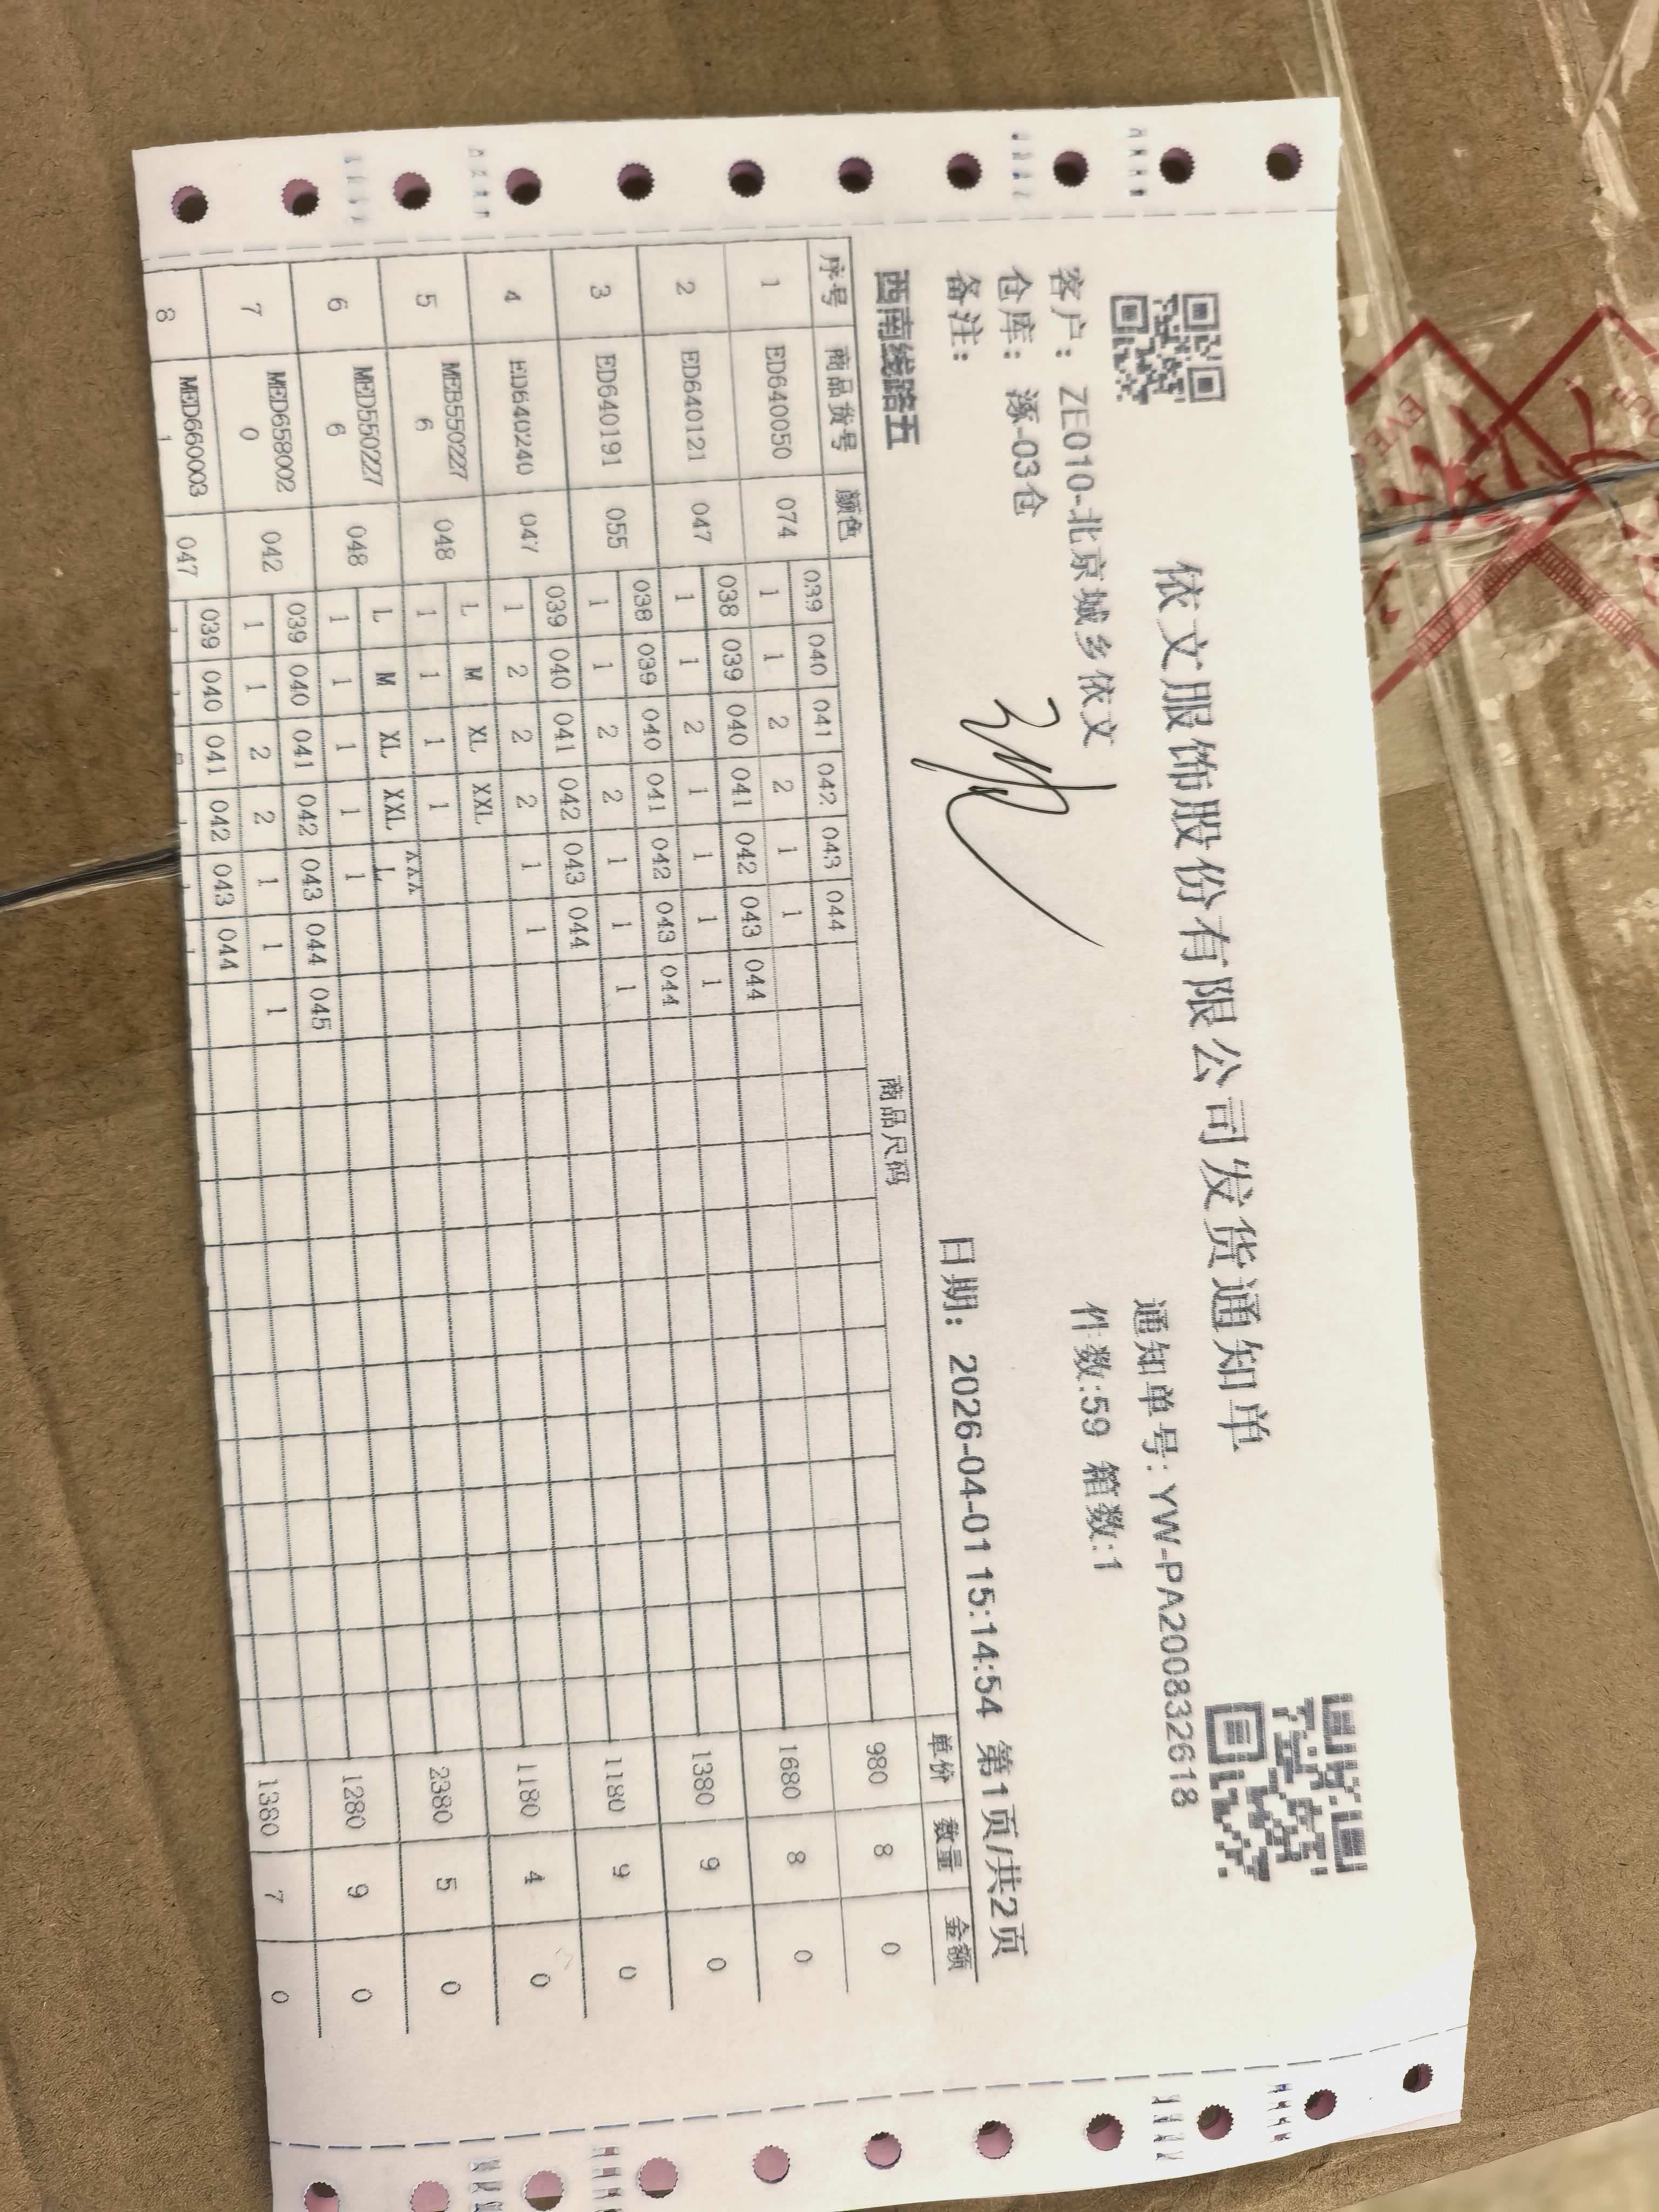 依文服饰股份有限公司发货通知单
通知单号: YW-PA200832618
客户: ZE010-北京城乡依文
件数:59 箱数:1
仓库: 涿-03仓
备注:
日期: 2026-04-01 15:14:54 第1页/共2页
西南线路五
序号 商品货号 颜色 商品尺码 单价 数量 金额
039 040 041 042 043 044
1 ED640050 074 1 1 2 2 1 1 980 8 0
038 039 040 041 042 043 044
2 ED640121 047 1 1 2 1 1 1 1 1680 8 0
038 039 040 041 042 043 044
3 ED640191 055 1 1 2 2 1 1 1 1380 9 0
039 040 041 042 043 044
4 ED640240 047 1 2 2 2 1 1 1180 9 0
L M XL XXL
5 MEB550227 6 048 1 1 1 1 1180 4 0
L M XL XXL XXX L
6 MED550227 6 048 1 1 1 1 1 2380 5 0
039 040 041 042 043 044 045
7 MED658002 0 042 1 1 2 2 1 1 1 1280 9 0
039 040 041 042 043 044
8 MED660003 1 047 1380 7 0
EVE